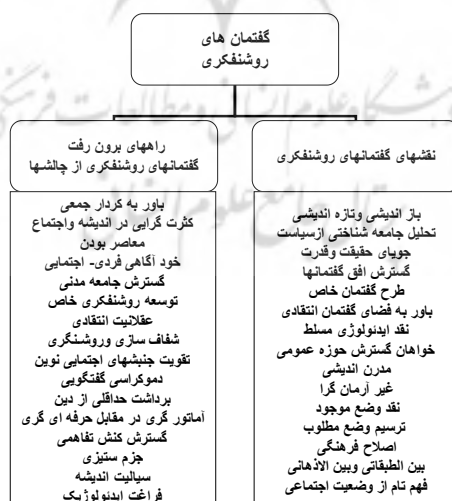 گفتمان های
روشنفکری
نقشهای گفتمانهای روشنفکری
باز اندیشی وتازه اندیشی
تحلیل جامعه شناختی ازسیاست
جویای حقیقت وقدرت
گسترش افق گفتمانها
طرح گفتمان خاص
باور به فضای گفتمان انتقادی
نقد ایدئولوژی مسلط
خواهان گسترش حوزه عمومی
مدرن اندیشی
غیر آرمان گرا
نقد وضع موجود
ترسیم وضع مطلوب
اصلاح فرهنگی
بین الطبقاتی وبین الاذهانی
فهم تام از وضعیت اجتماعی
راههای برون رفت
گفتمانهای روشنفکری از چالشها
باور به کردار جمعی
کثرت گرایی در اندیشه واجتماع
معاصر بودن
خود آگاهی فردی- اجتمایی
گسترش جامعه مدنی
توسعه روشنفکری خاص
عقلانیت انتقادی
شفاف سازی وروشنگری
تقویت جنبشهای اجتمایی نوین
دموکراسی گفتگویی
برداشت حداقلی از دین
آماتور گری در مقابل حرفه ای گری
گسترش کنش تفاهمی
جزم ستیزی
سیالیت اندیشه
فراغت ایدئولوژیک